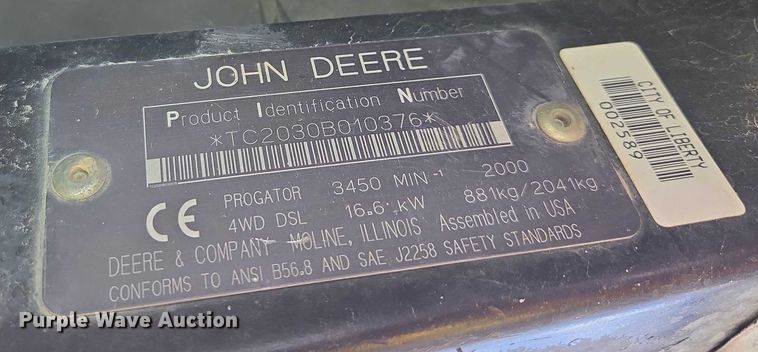 JOHN DEERE
Product Identification Number
*TC2030B010376*
PROGATOR 3450 MIN-1 2000
4WD DSL 16.6 kW 881kg/2041kg
CE
DEERE & COMPANY MOLINE, ILLINOIS Assembled in USA
CONFORMS TO ANSI B56.8 AND SAE J2258 SAFETY STANDARDS
CITY OF LIBERTY
002589
Purple Wave Auction